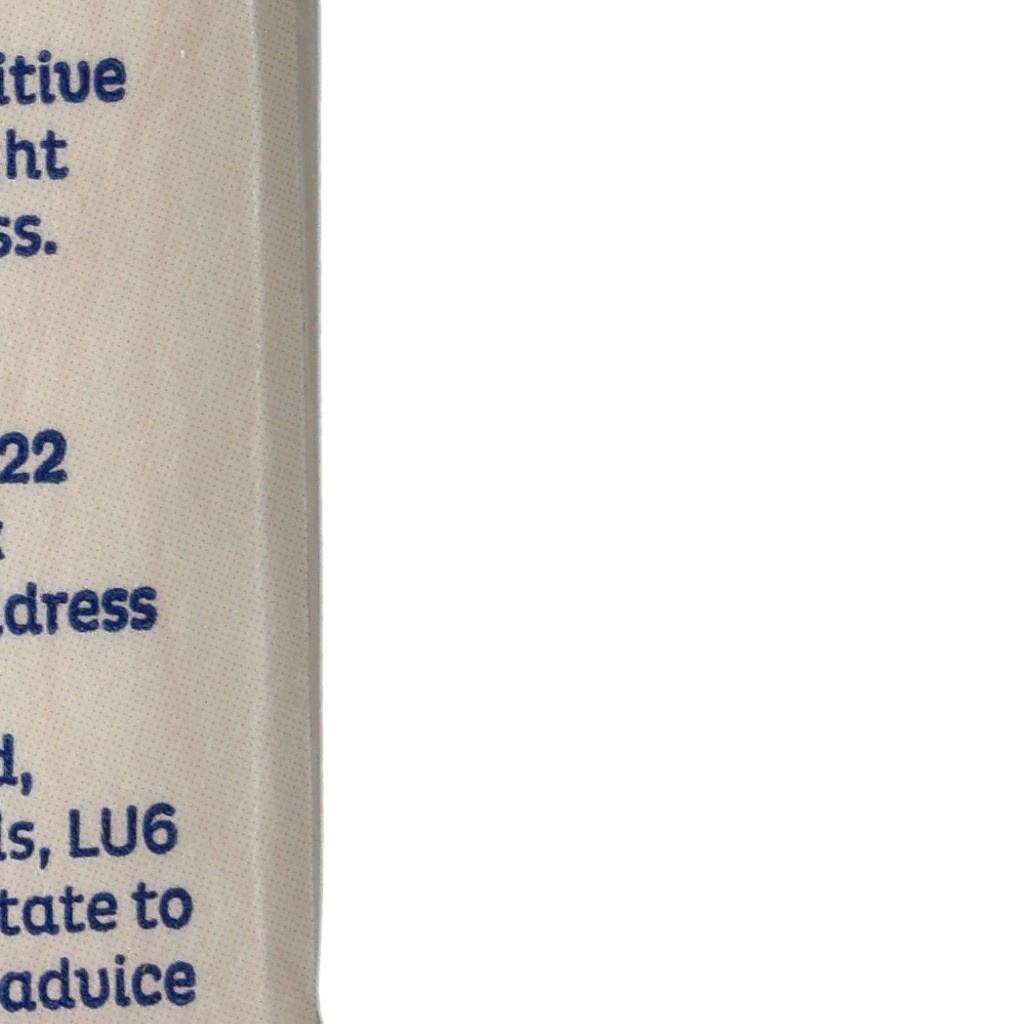 itive
ht
ss.
22
dress
d,
ls, LU6
tate to
advice